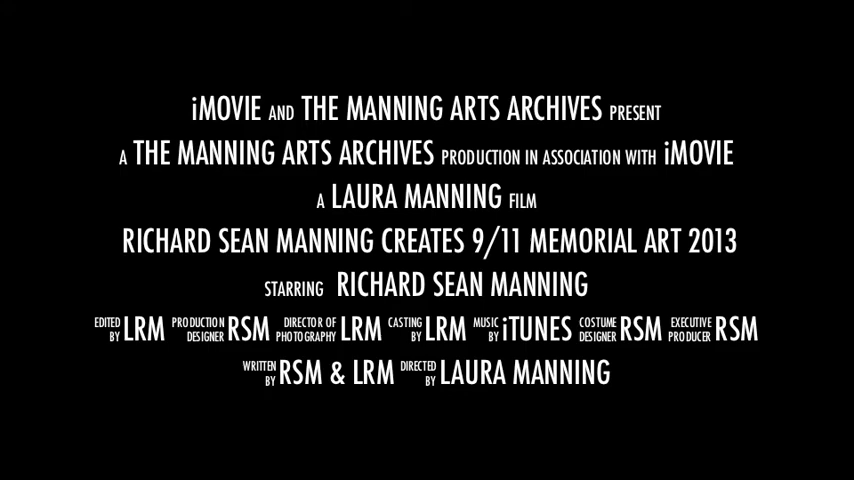 iMOVIE AND THE MANNING ARTS ARCHIVES PRESENT
A THE MANNING ARTS ARCHIVES PRODUCTION IN ASSOCIATION WITH iMOVIE
A LAURA MANNING FILM
RICHARD SEAN MANNING CREATES 9/11 MEMORIAL ART 2013
STARRING RICHARD SEAN MANNING
EDITED BY LRM PRODUCTION DESIGNER RSM DIRECTOR OF PHOTOGRAPHY LRM CASTING BY LRM MUSIC BY iTUNES COSTUME DESIGNER RSM EXECUTIVE PRODUCER RSM
WRITTEN BY RSM & LRM DIRECTED BY LAURA MANNING